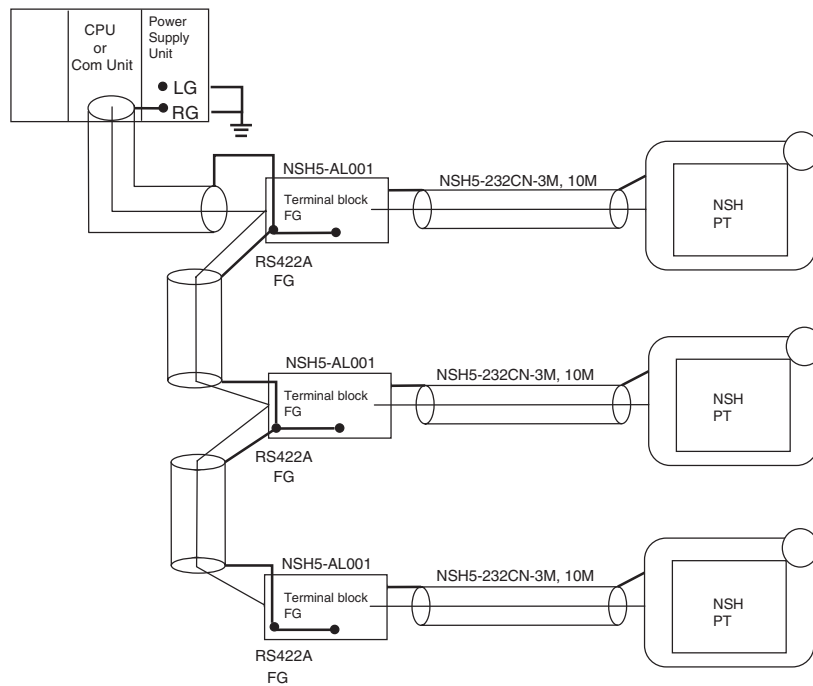 CPU
or
Com Unit
Power
Supply
Unit
LG
RG
NSH5-AL001
Terminal block
FG
RS422A
FG
NSH5-232CN-3M, 10M
NSH
PT
NSH5-AL001
Terminal block
FG
RS422A
FG
NSH5-232CN-3M, 10M
NSH
PT
NSH5-AL001
Terminal block
FG
RS422A
FG
NSH5-232CN-3M, 10M
NSH
PT